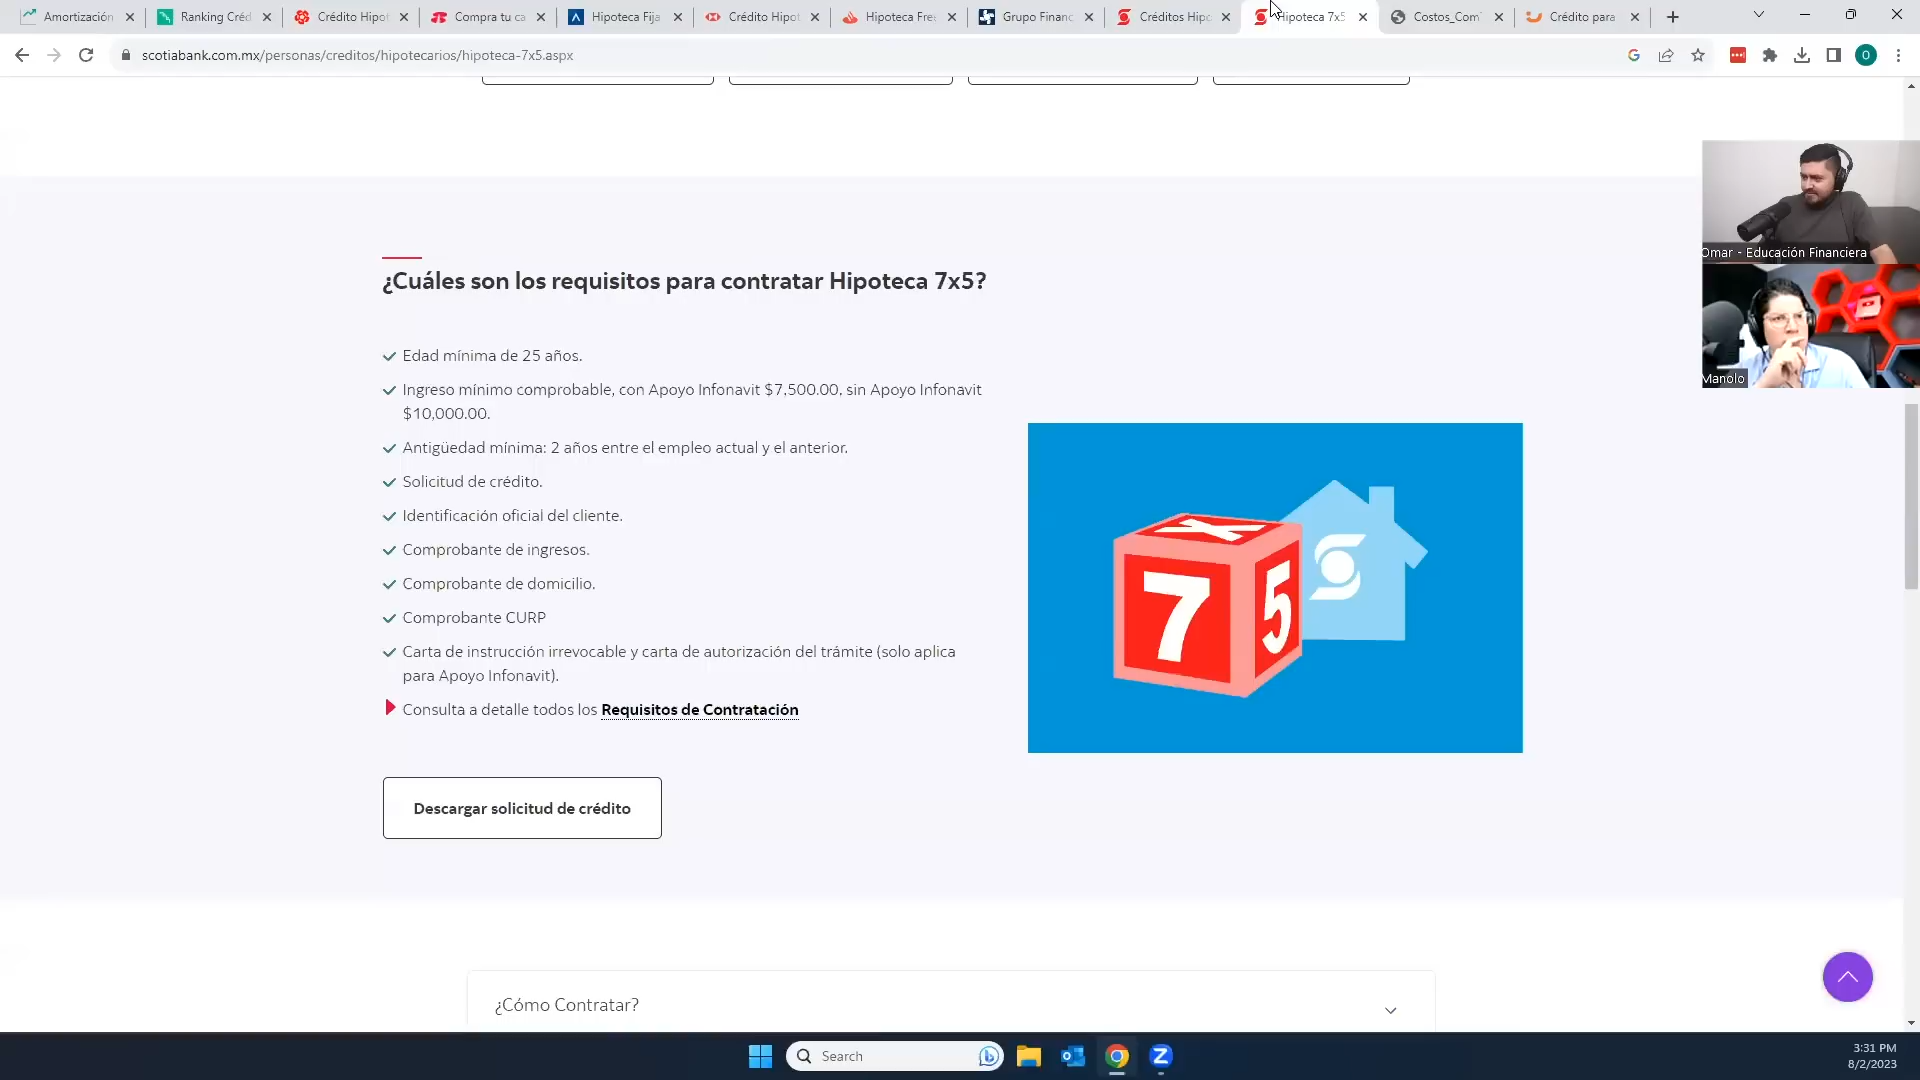 Amortización
Ranking Créd
Crédito Hipot
Compra tu ca
Hipoteca Fija
Crédito Hipot
Hipoteca Free
Grupo Financ
Créditos Hipo
Hipoteca 7x5
Costos_Com
Crédito para
scotiabank.com.mx/personas/creditos/hipotecarios/hipoteca-7x5.aspx
O
Omar - Educación Financiera
Manolo
¿Cuáles son los requisitos para contratar Hipoteca 7x5?
Edad mínima de 25 años.
Ingreso mínimo comprobable, con Apoyo Infonavit $7,500.00, sin Apoyo Infonavit
$10,000.00.
Antigüedad mínima: 2 años entre el empleo actual y el anterior.
Solicitud de crédito.
Identificación oficial del cliente.
Comprobante de ingresos.
Comprobante de domicilio.
Comprobante CURP
Carta de instrucción irrevocable y carta de autorización del trámite (solo aplica
para Apoyo Infonavit).
Consulta a detalle todos los Requisitos de Contratación
X
7 5
Descargar solicitud de crédito
¿Cómo Contratar?
Search
3:31 PM
8/2/2023